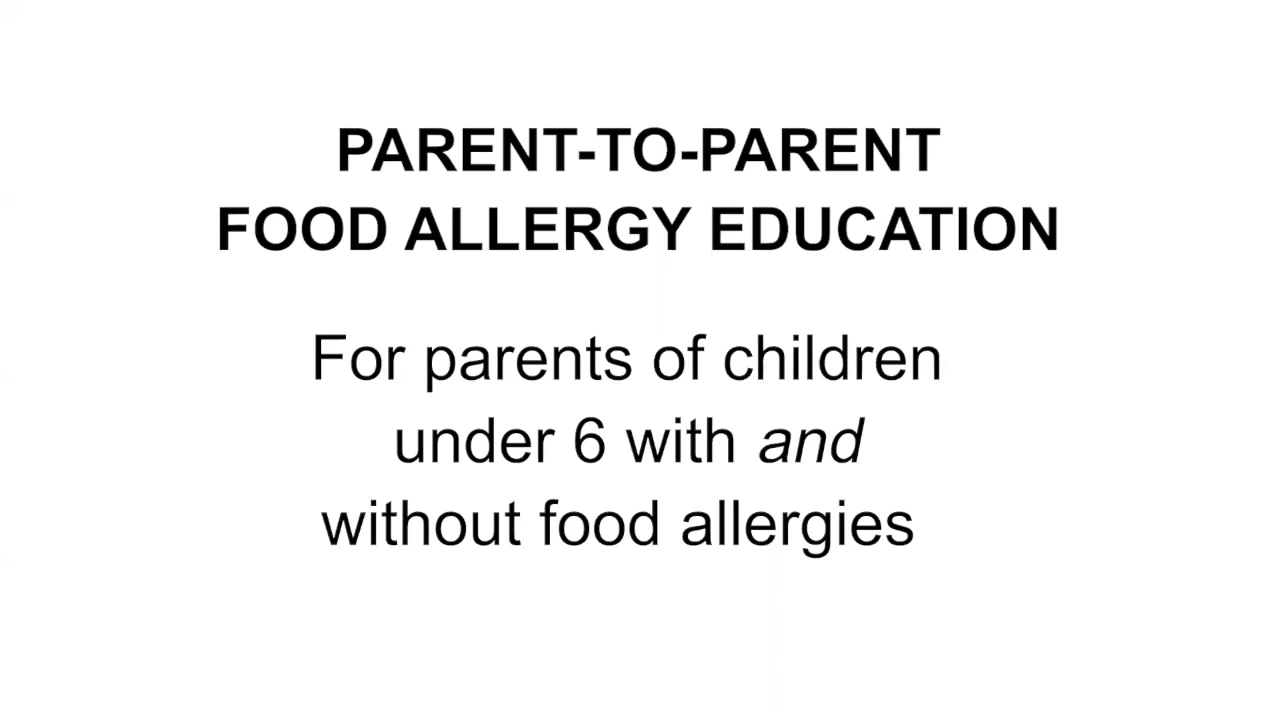 PARENT-TO-PARENT
FOOD ALLERGY EDUCATION
For parents of children
under 6 with and
without food allergies